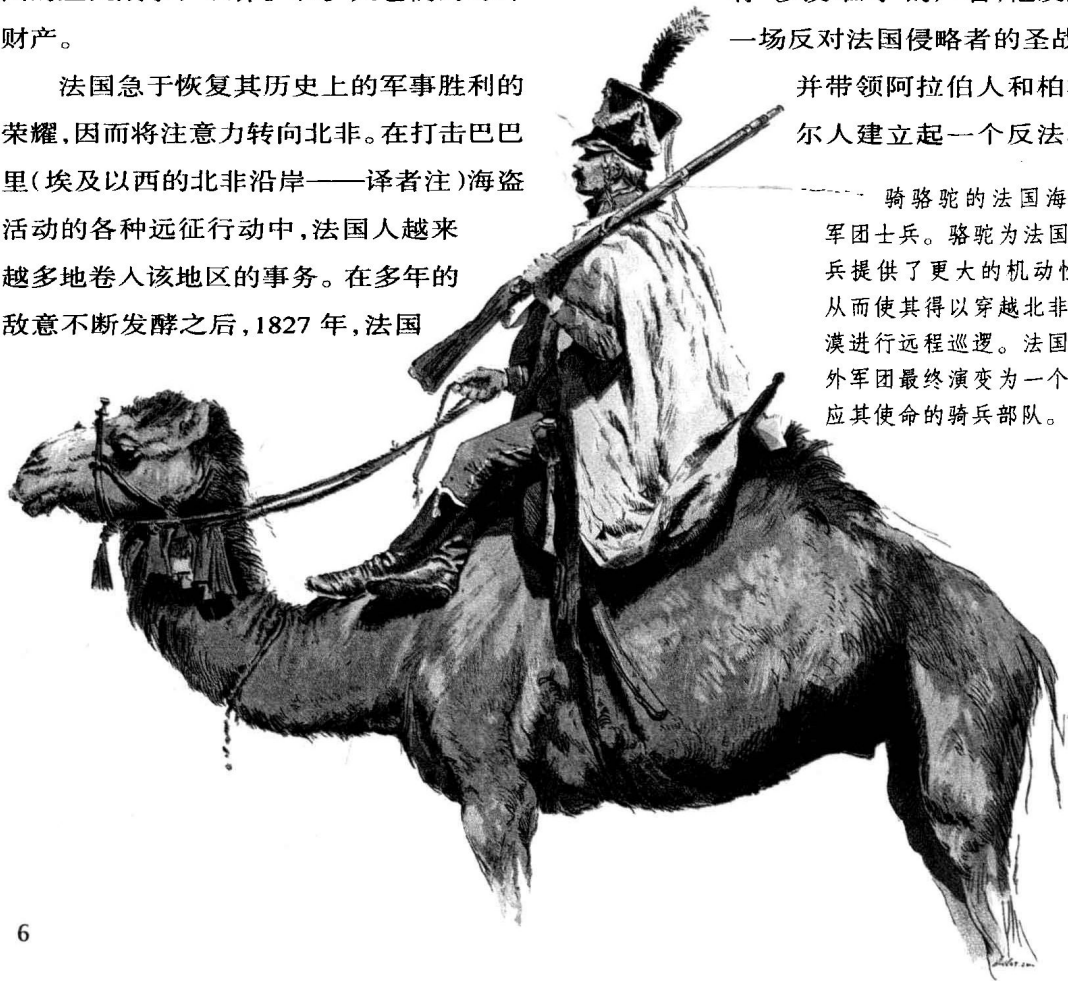 财产。
法国急于恢复其历史上的军事胜利的
荣耀,因而将注意力转向北非。在打击巴巴
里(埃及以西的北非沿岸——译者注)海盗
活动的各种远征行动中,法国人越来
越多地卷人该地区的事务。在多年的
敌意不断发酵之后,1827 年,法国
一场反对法国侵略者的圣战
并带领阿拉伯人和柏
尔人建立起一个反法
骑骆驼的法国海
军团士兵。骆驼为法国
兵提供了更大的机动性
从而使其得以穿越北非
漠进行远程巡逻。法国
外军团最终演变为一个
应其使命的骑兵部队。
6